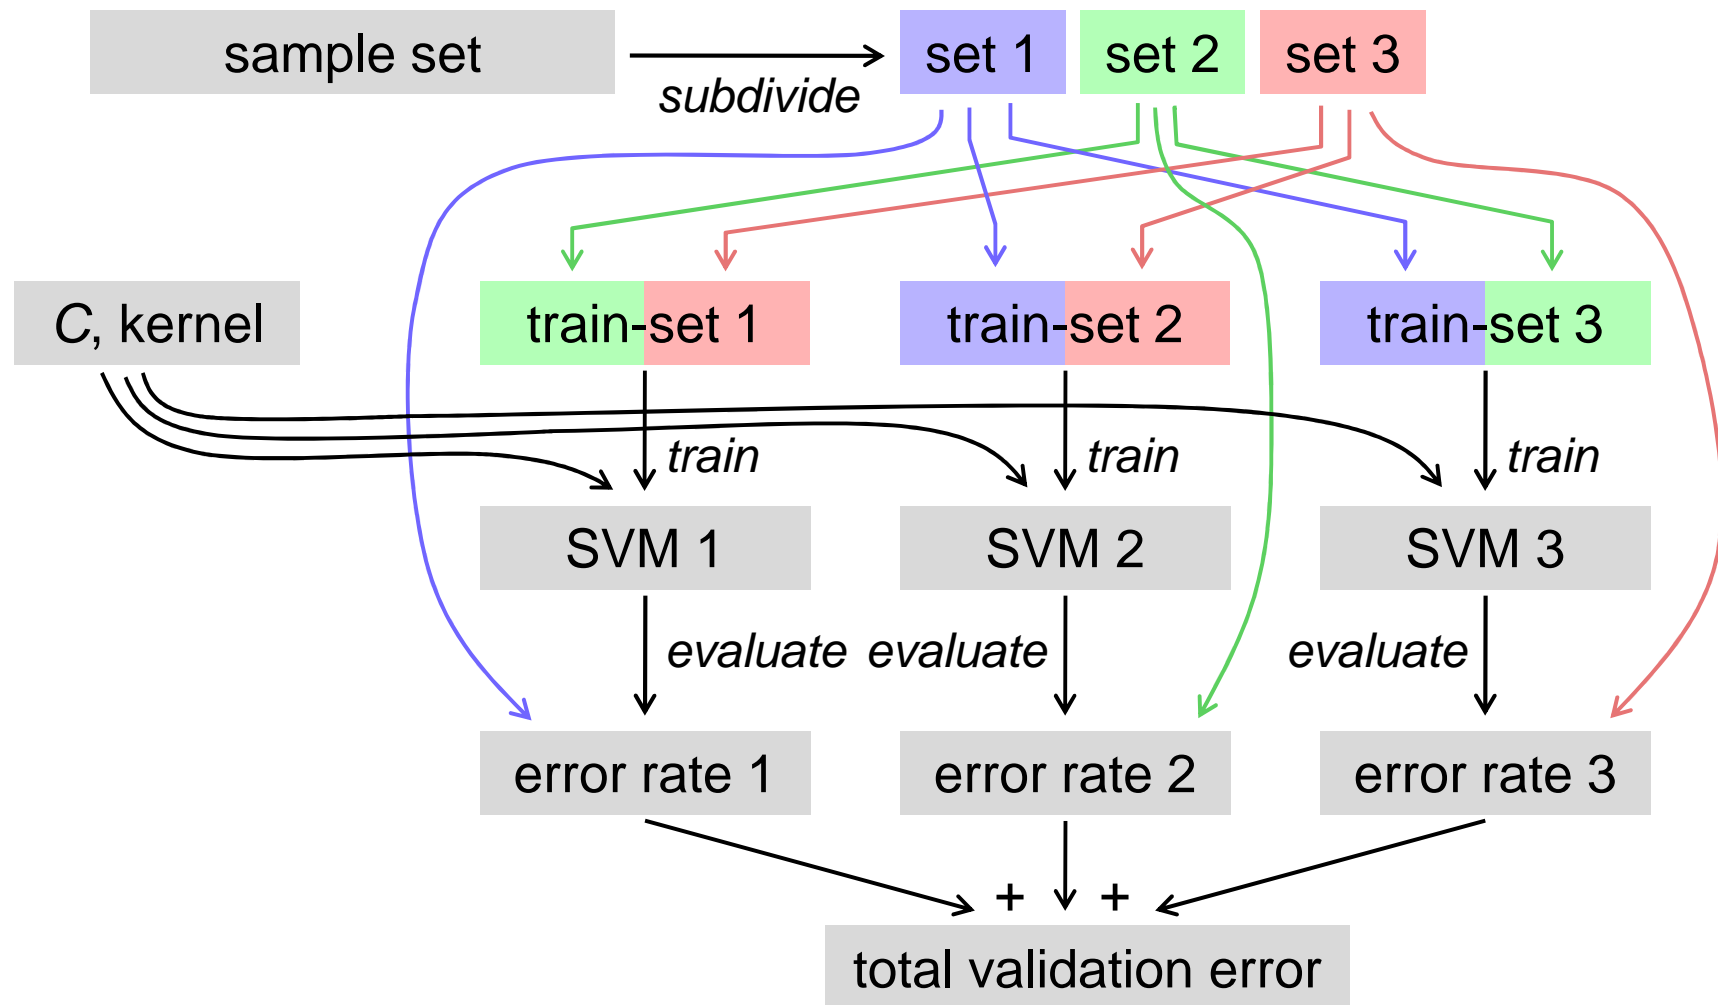 sample set
subdivide
set 1
set 2
set 3
C, kernel
train-set 1
train-set 2
train-set 3
train
train
train
SVM 1
SVM 2
SVM 3
evaluate
evaluate
evaluate
error rate 1
error rate 2
error rate 3
+ +
total validation error